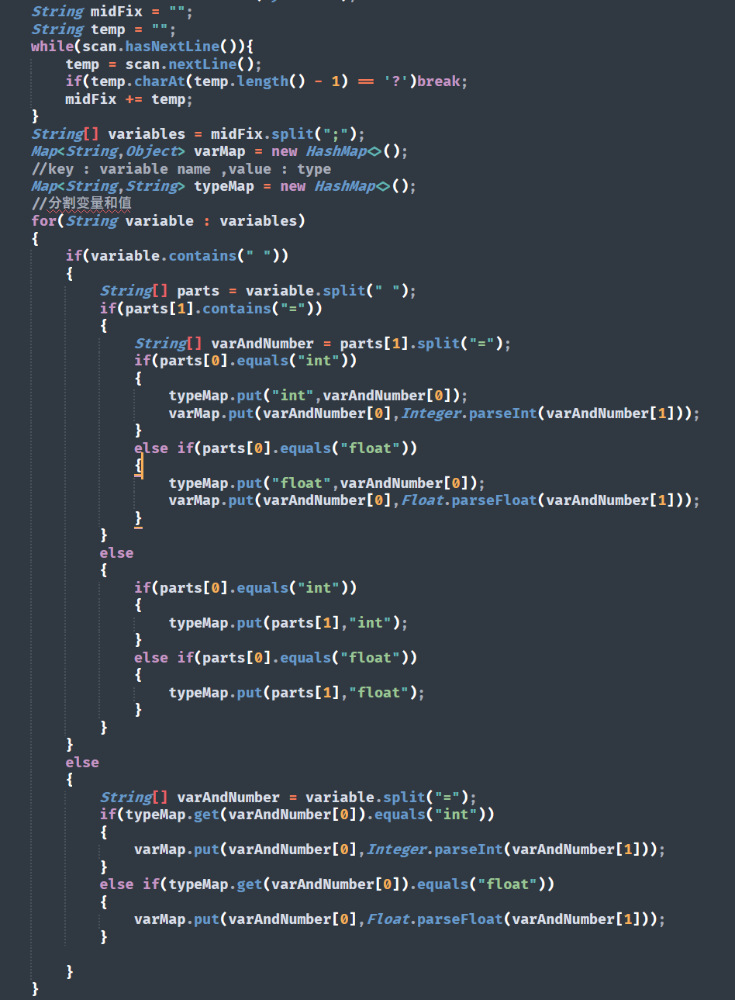 String midFix = "";
String temp = "";
while(scan.hasNextLine()){
temp = scan.nextLine();
if(temp.charAt(temp.length() - 1) == '?')break;
midFix += temp;
}
String[] variables = midFix.split(";");
Map<String,Object> varMap = new HashMap<>();
//key : variable name ,value : type
Map<String,String> typeMap = new HashMap<>();
//分割变量和值
for(String variable : variables)
{
if(variable.contains(" "))
{
String[] parts = variable.split(" ");
if(parts[1].contains("="))
{
String[] varAndNumber = parts[1].split("=");
if(parts[0].equals("int"))
{
typeMap.put("int",varAndNumber[0]);
varMap.put(varAndNumber[0],Integer.parseInt(varAndNumber[1]));
}
else if(parts[0].equals("float"))
{
typeMap.put("float",varAndNumber[0]);
varMap.put(varAndNumber[0],Float.parseFloat(varAndNumber[1]));
}
}
else
{
if(parts[0].equals("int"))
{
typeMap.put(parts[1],"int");
}
else if(parts[0].equals("float"))
{
typeMap.put(parts[1],"float");
}
}
}
else
{
String[] varAndNumber = variable.split("=");
if(typeMap.get(varAndNumber[0]).equals("int"))
{
varMap.put(varAndNumber[0],Integer.parseInt(varAndNumber[1]));
}
else if(typeMap.get(varAndNumber[0]).equals("float"))
{
varMap.put(varAndNumber[0],Float.parseFloat(varAndNumber[1]));
}
}
}